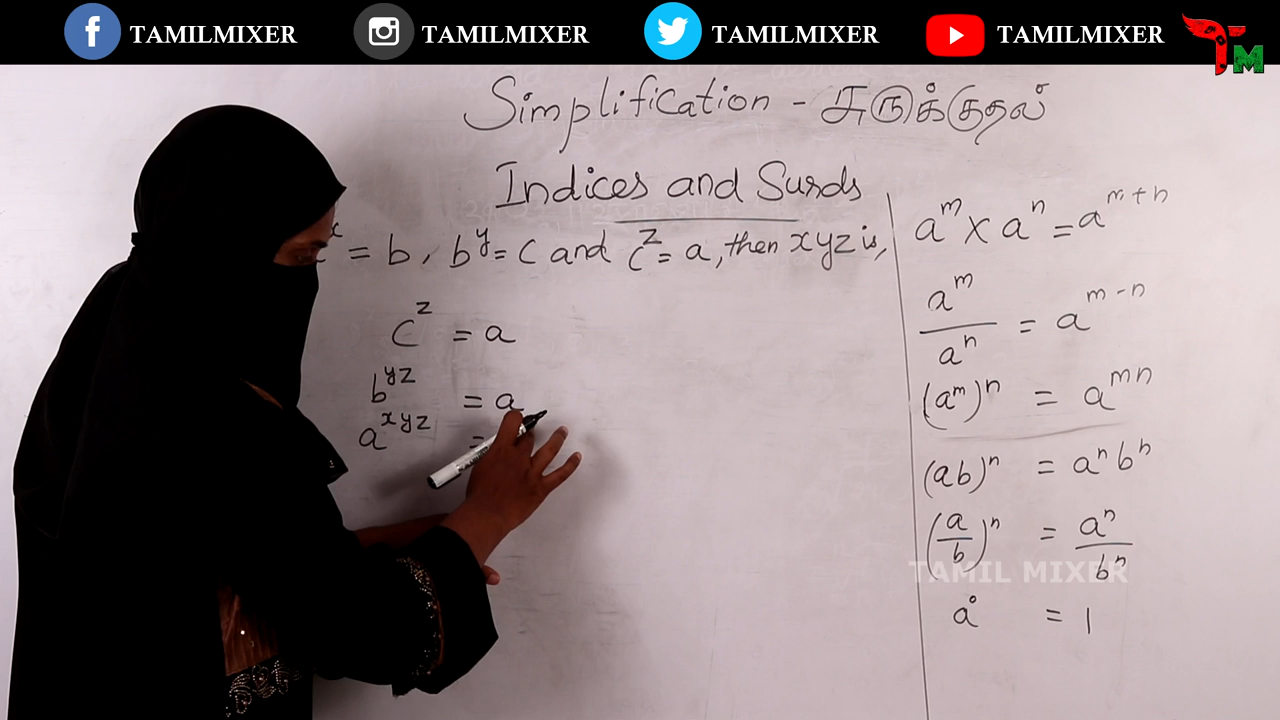 TAMILMIXER TAMILMIXER TAMILMIXER TAMILMIXER TM
Simplification - சுருக்குதல்
Indices and Surds
= b, b^y = c and c^z = a, then xyz is,
c^z = a
b^yz = a
a^xyz =
a^m × a^n = a^m+n
a^m/a^n = a^m-n
(a^m)^n = a^mn
(ab)^n = a^n b^n
(a/b)^n = a^n/b^n
TAMIL MIXER
a^0 = 1